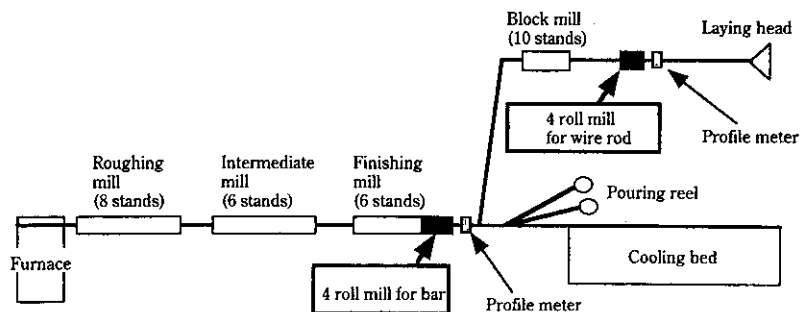 Block mill
(10 stands)
Laying head
4 roll mill
for wire rod
Profile meter
Roughing
mill
(8 stands)
Intermediate
mill
(6 stands)
Finishing
mill
(6 stands)
Pouring reel
Furnace
Cooling bed
4 roll mill for bar
Profile meter